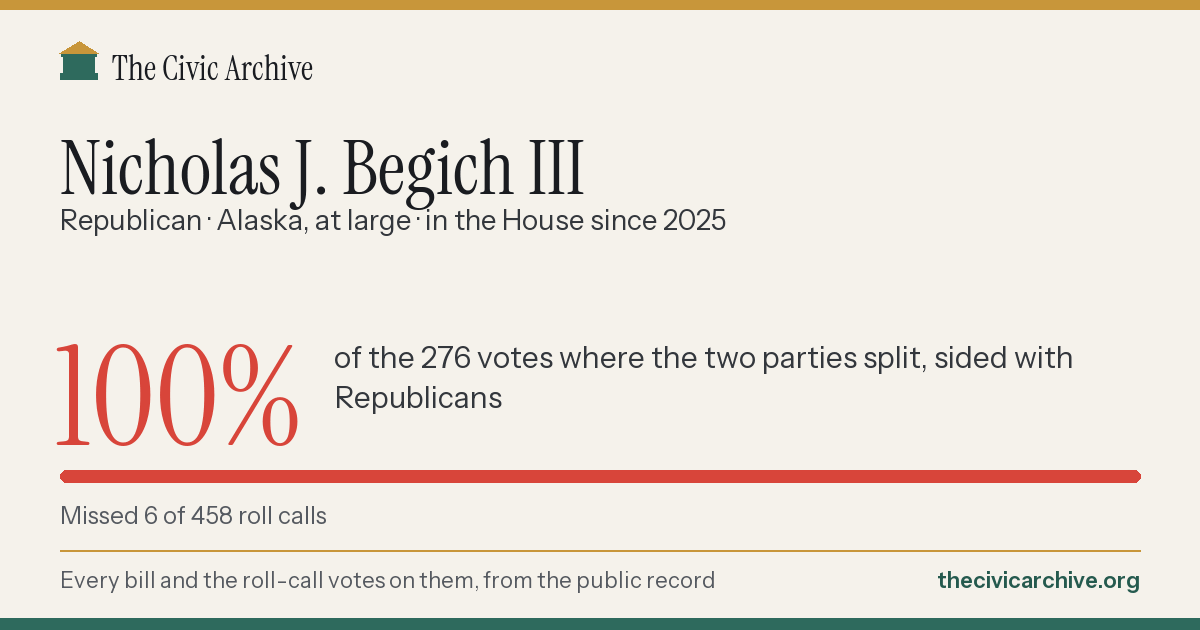 The Civic Archive
Nicholas J. Begich III
Republican · Alaska, at large · in the House since 2025
100%
of the 276 votes where the two parties split, sided with
Republicans
Missed 6 of 458 roll calls
Every bill and the roll-call votes on them, from the public record
thecivicarchive.org